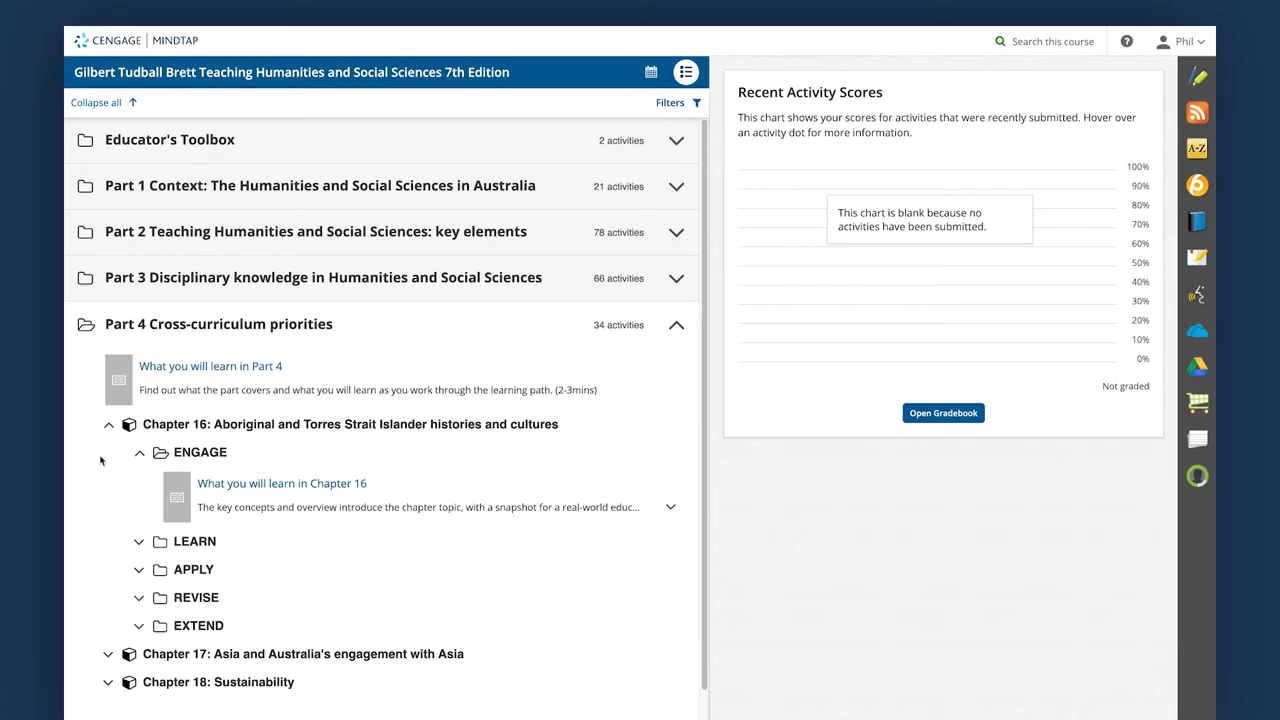 CENGAGE | MINDTAP
Search this course
Phil
Gilbert Tudball Brett Teaching Humanities and Social Sciences 7th Edition
Collapse all
Filters
Educator's Toolbox
2 activities
Part 1 Context: The Humanities and Social Sciences in Australia
21 activities
Part 2 Teaching Humanities and Social Sciences: key elements
78 activities
Part 3 Disciplinary knowledge in Humanities and Social Sciences
66 activities
Part 4 Cross-curriculum priorities
34 activities
What you will learn in Part 4
Find out what the part covers and what you will learn as you work through the learning path. (2-3mins)
Chapter 16: Aboriginal and Torres Strait Islander histories and cultures
ENGAGE
What you will learn in Chapter 16
The key concepts and overview introduce the chapter topic, with a snapshot for a real-world educ...
LEARN
APPLY
REVISE
EXTEND
Chapter 17: Asia and Australia's engagement with Asia
Chapter 18: Sustainability
Recent Activity Scores
This chart shows your scores for activities that were recently submitted. Hover over
an activity dot for more information.
100%
90%
80%
70%
60%
50%
40%
30%
20%
10%
0%
This chart is blank because no
activities have been submitted.
Not graded
Open Gradebook
A-Z